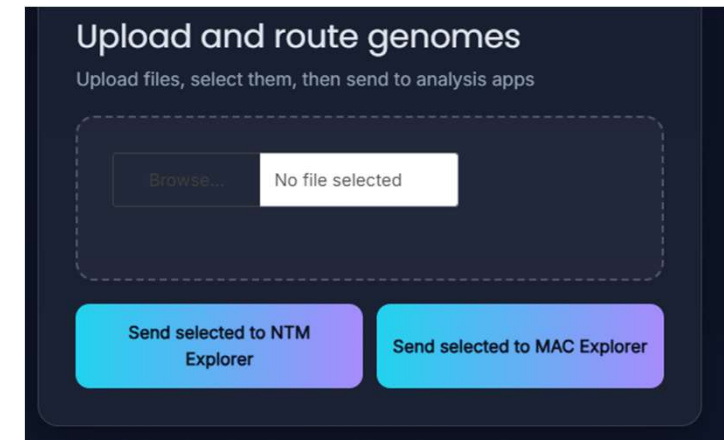 Upload and route genomes
Upload files, select them, then send to analysis apps
Browse... No file selected
Send selected to NTM
Explorer
Send selected to MAC Explorer